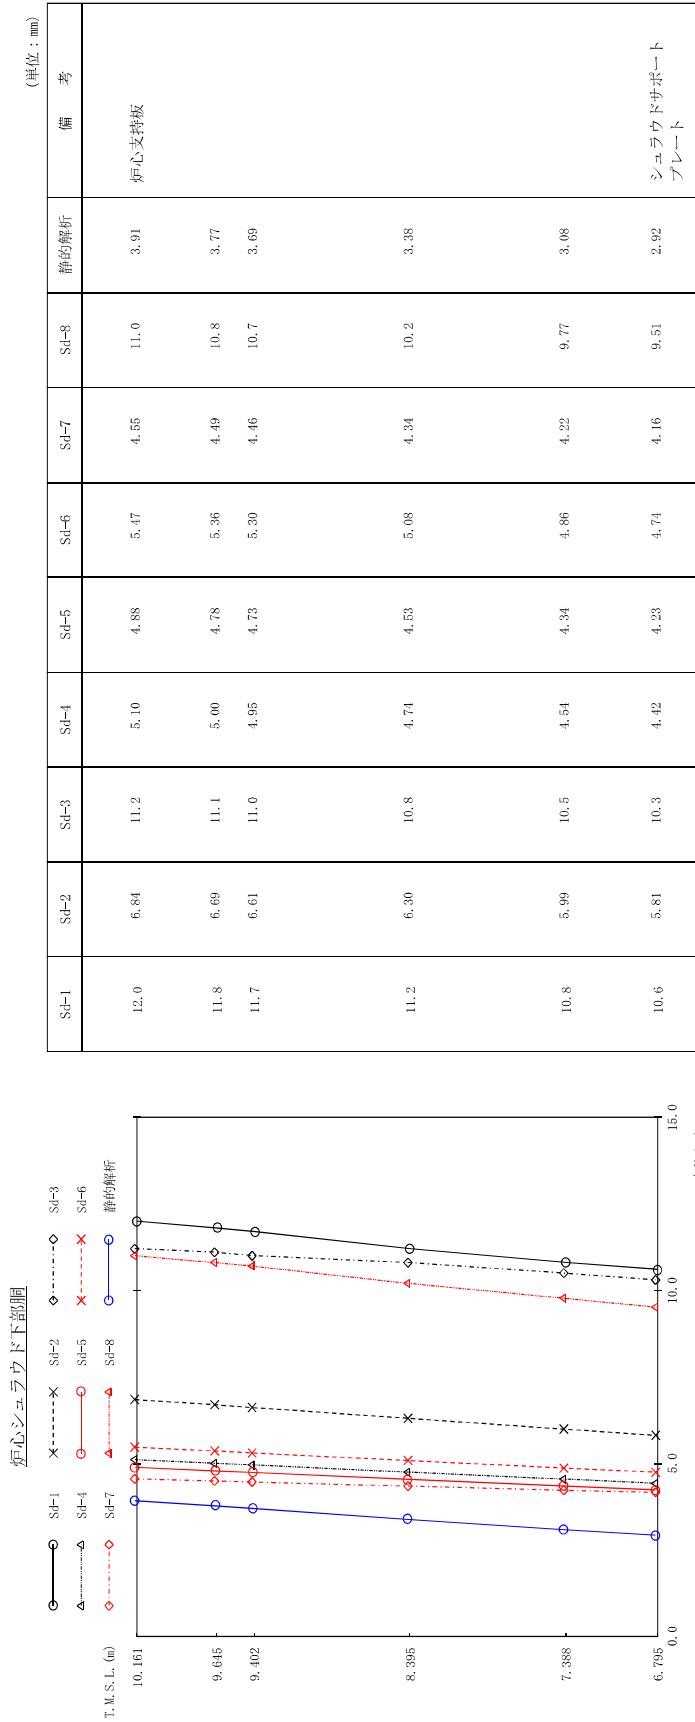 炉心シュラウド下部胴
Sd-1
Sd-2
Sd-3
Sd-4
Sd-5
Sd-6
Sd-7
Sd-8
静的解析
T.M.S.L.(m)
10.161
9.645
9.402
8.395
7.388
6.795
0.0
5.0
10.0
15.0
(単位：mm)
Sd-1 Sd-2 Sd-3 Sd-4 Sd-5 Sd-6 Sd-7 Sd-8 静的解析 備 考
12.0 6.84 11.2 5.10 4.88 5.47 4.55 11.0 3.91 炉心支持板
11.8 6.69 11.1 5.00 4.78 5.36 4.49 10.8 3.77
11.7 6.61 11.0 4.95 4.73 5.30 4.46 10.7 3.69
11.2 6.30 10.8 4.74 4.53 5.08 4.34 10.2 3.38
10.8 5.99 10.5 4.54 4.34 4.86 4.22 9.77 3.08
10.6 5.81 10.3 4.42 4.23 4.74 4.16 9.51 2.92 シュラウドサポート
プレート